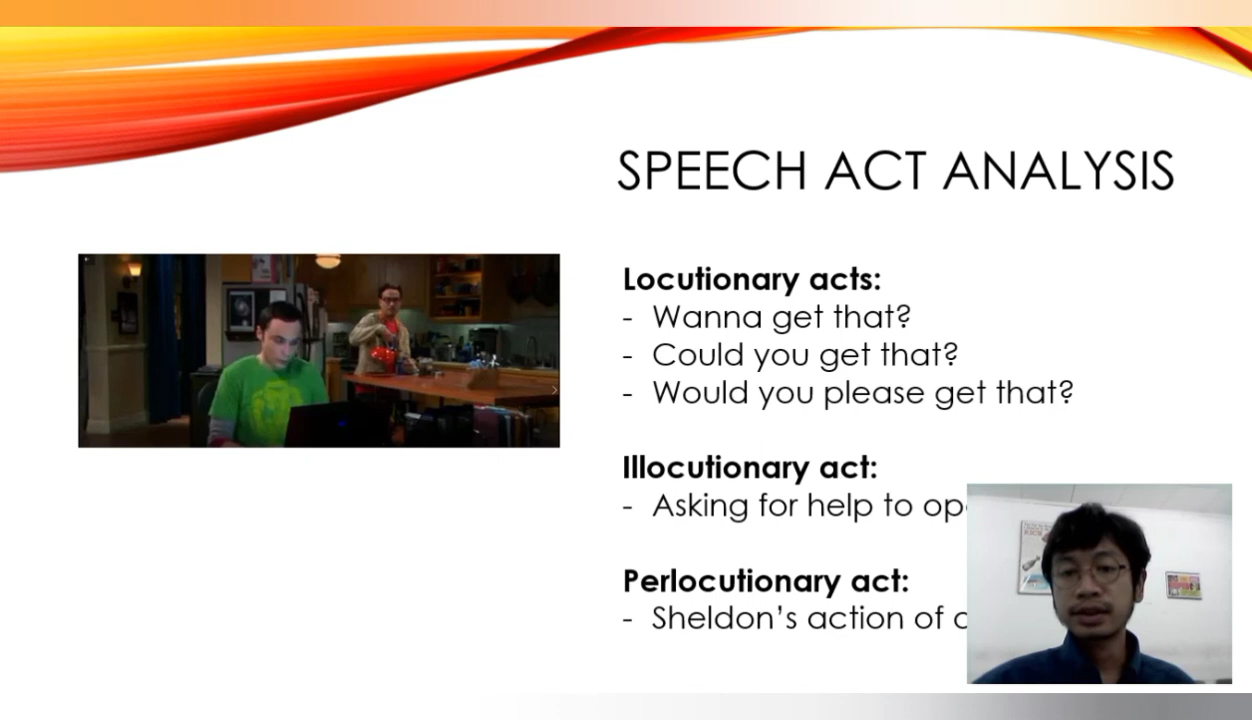 SPEECH ACT ANALYSIS
Locutionary acts:
- Wanna get that?
- Could you get that?
- Would you please get that?
Illocutionary act:
- Asking for help to
Perlocutionary act:
- Sheldon's action of